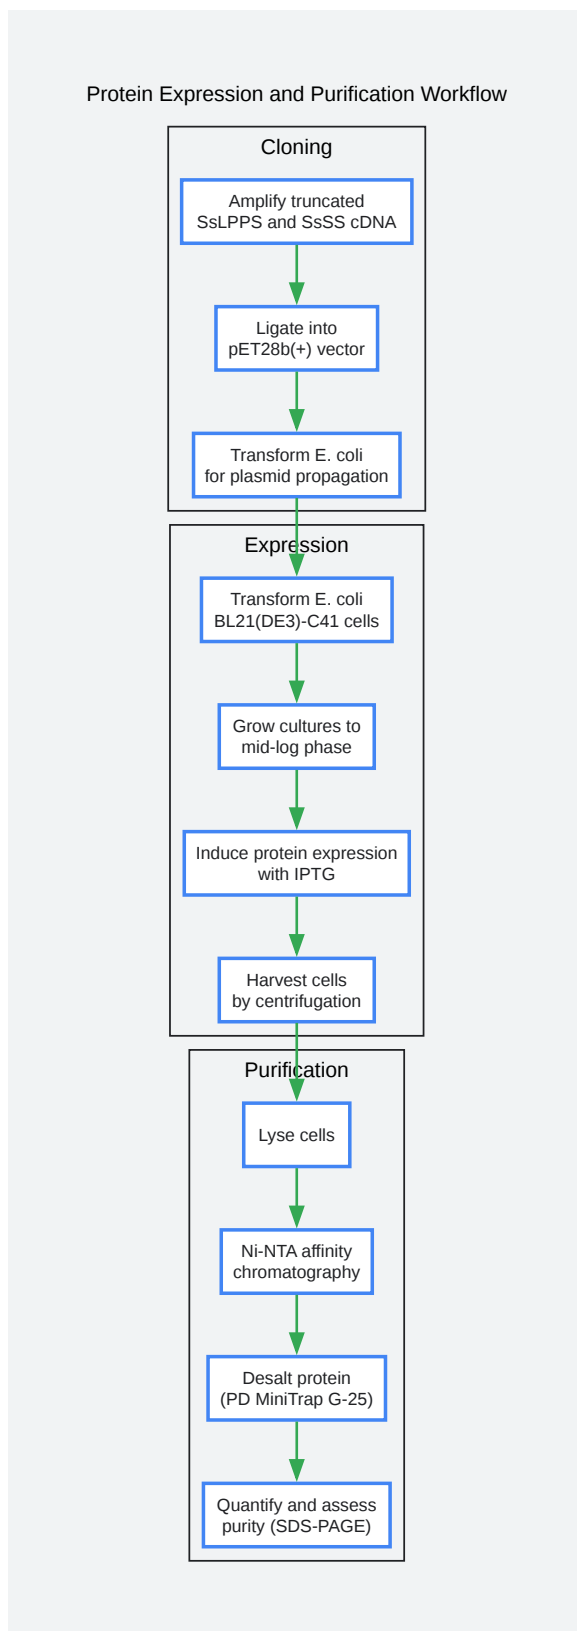 Protein Expression and Purification Workflow
Cloning
Amplify truncated
SsLPPS and SsSS cDNA
Ligate into
pET28b(+) vector
Transform E. coli
for plasmid propagation
Expression
Transform E. coli
BL21(DE3)-C41 cells
Grow cultures to
mid-log phase
Induce protein expression
with IPTG
Harvest cells
by centrifugation
Purification
Lyse cells
Ni-NTA affinity
chromatography
Desalt protein
(PD MiniTrap G-25)
Quantify and assess
purity (SDS-PAGE)